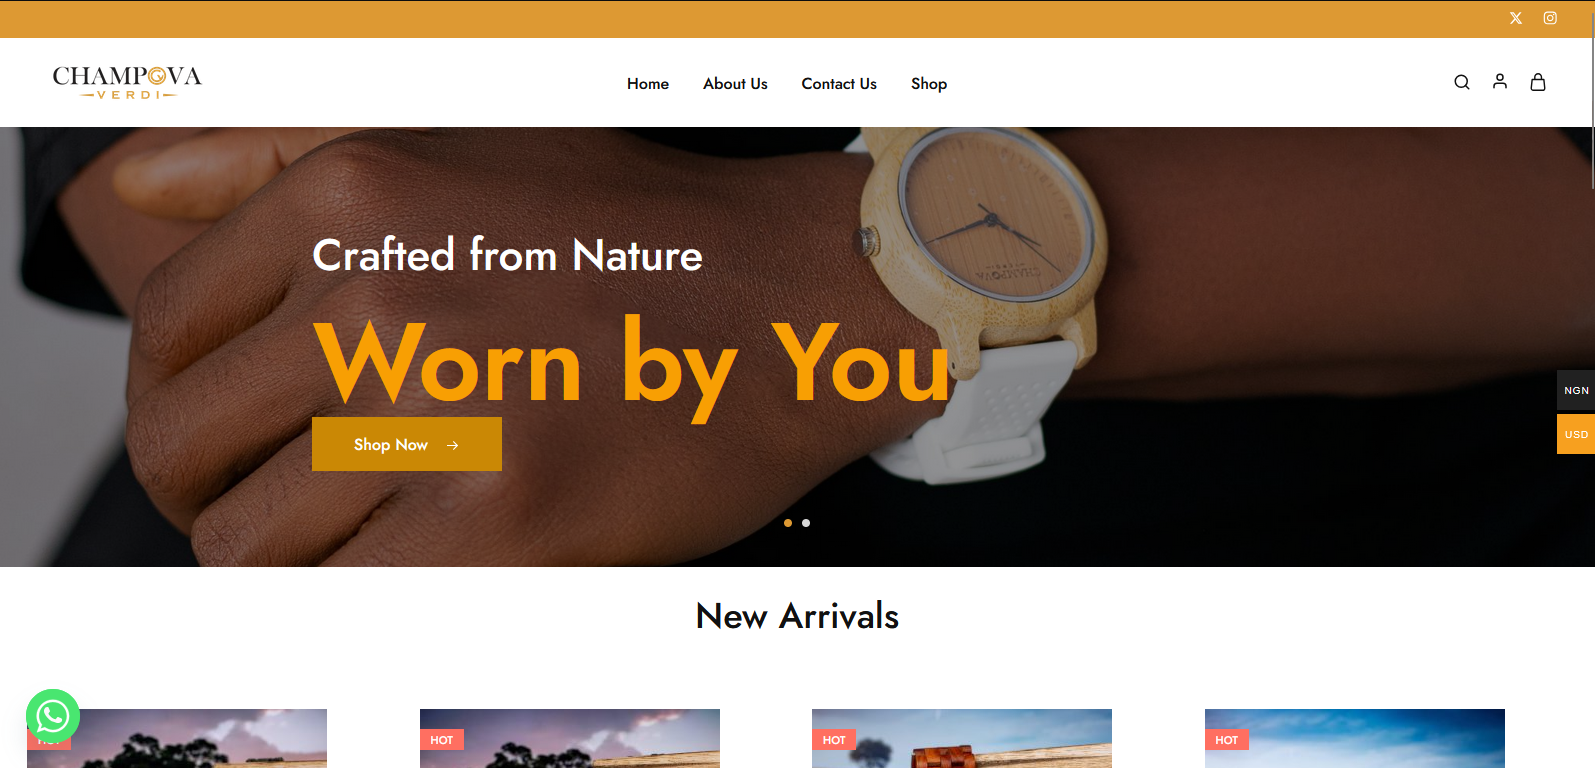 CHAMPOVA
VERDI
Home About Us Contact Us Shop
Crafted from Nature
Worn by You
Shop Now →
NGN
USD
New Arrivals
HOT HOT HOT